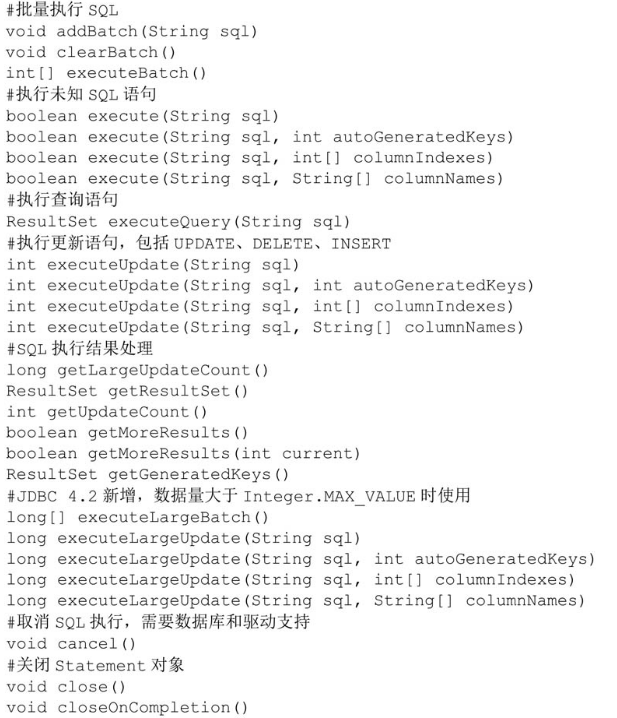 #批量执行 SQL
void addBatch(String sql)
void clearBatch()
int[] executeBatch()
#执行未知 SQL 语句
boolean execute(String sql)
boolean execute(String sql, int autoGeneratedKeys)
boolean execute(String sql, int[] columnIndexes)
boolean execute(String sql, String[] columnNames)
#执行查询语句
ResultSet executeQuery(String sql)
#执行更新语句，包括 UPDATE、DELETE、INSERT
int executeUpdate(String sql)
int executeUpdate(String sql, int autoGeneratedKeys)
int executeUpdate(String sql, int[] columnIndexes)
int executeUpdate(String sql, String[] columnNames)
#SQL 执行结果处理
long getLargeUpdateCount()
ResultSet getResultSet()
int getUpdateCount()
boolean getMoreResults()
boolean getMoreResults(int current)
ResultSet getGeneratedKeys()
#JDBC 4.2 新增，数据量大于 Integer.MAX_VALUE 时使用
long[] executeLargeBatch()
long executeLargeUpdate(String sql)
long executeLargeUpdate(String sql, int autoGeneratedKeys)
long executeLargeUpdate(String sql, int[] columnIndexes)
long executeLargeUpdate(String sql, String[] columnNames)
#取消 SQL 执行，需要数据库和驱动支持
void cancel()
#关闭 Statement 对象
void close()
void closeOnCompletion()